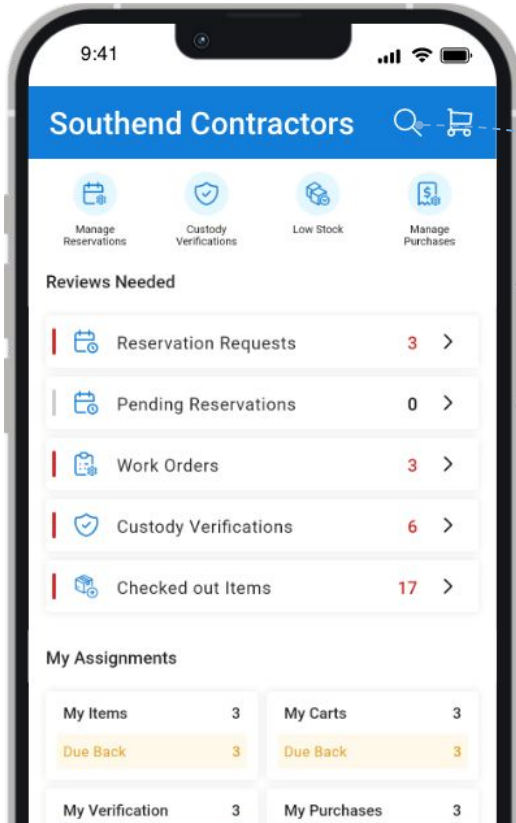 9:41
Southend Contractors
Manage
Reservations
Custody
Verifications
Low Stock
Manage
Purchases
Reviews Needed
Reservation Requests 3
Pending Reservations 0
Work Orders 3
Custody Verifications 6
Checked out Items 17
My Assignments
My Items 3
Due Back 3
My Carts 3
Due Back 3
My Verification 3
My Purchases 3